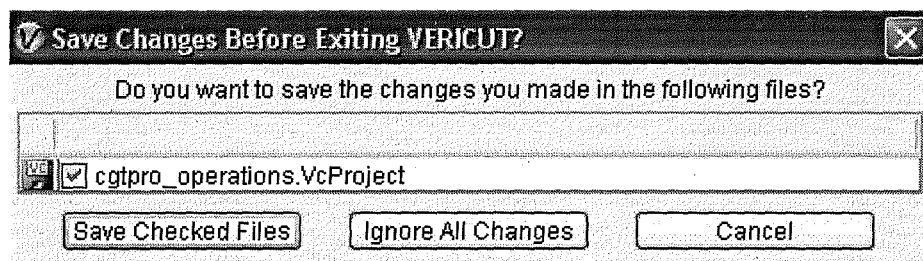 Save Changes Before Exiting VERICUT?
Do you want to save the changes you made in the following files?
cgtpro_operations.VcProject
Save Checked Files Ignore All Changes Cancel